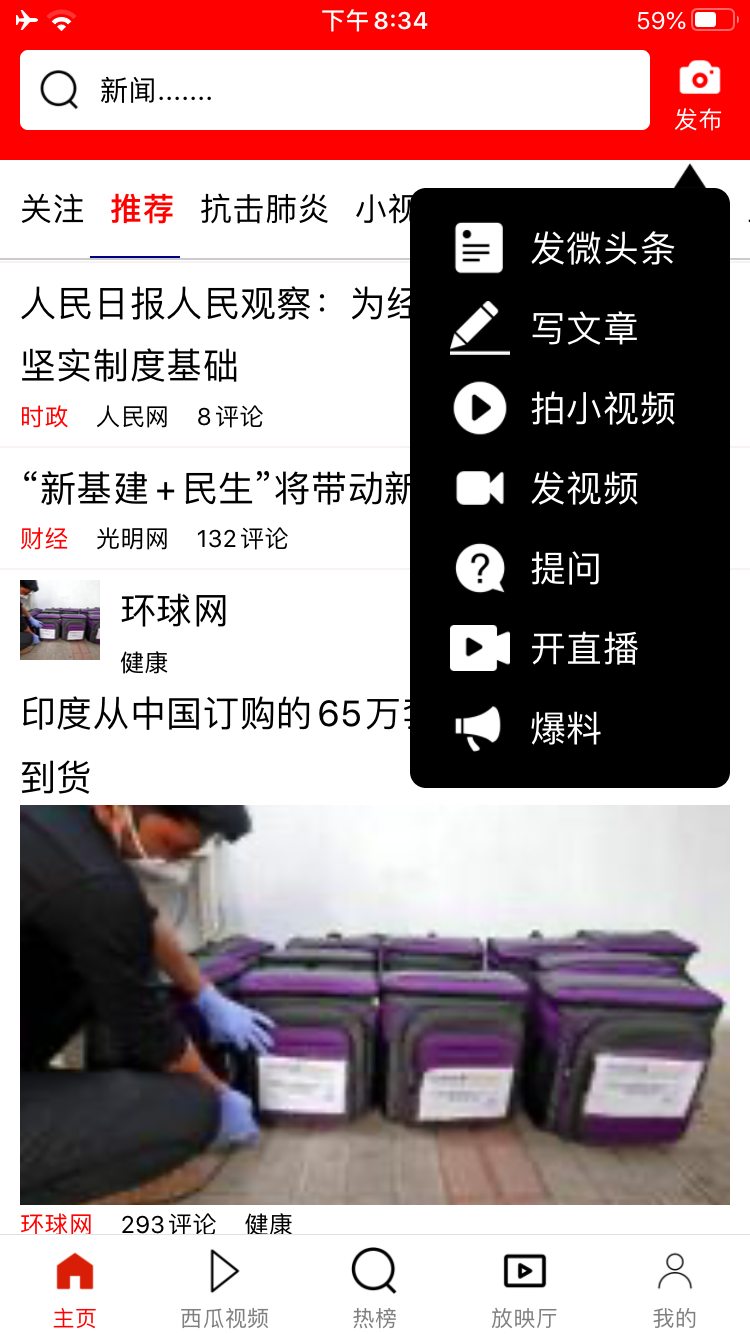 下午8:34
59%
新闻.......
发布
关注 推荐 抗击肺炎 小视
发微头条
写文章
拍小视频
发视频
提问
开直播
爆料
人民日报人民观察：为经
坚实制度基础
时政 人民网 8评论
“新基建+民生”将带动新
财经 光明网 132评论
环球网
健康
印度从中国订购的65万
到货
环球网 293评论 健康
主页 西瓜视频 热榜 放映厅 我的